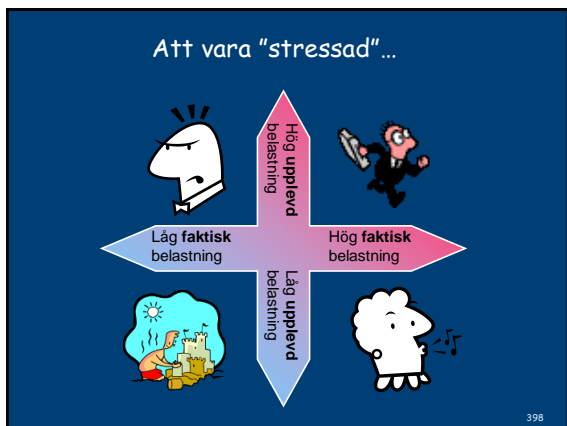 Att vara ”stressad”…
Hög upplevd
belastning
Låg faktisk
belastning
Hög faktisk
belastning
Låg upplevd
belastning
398